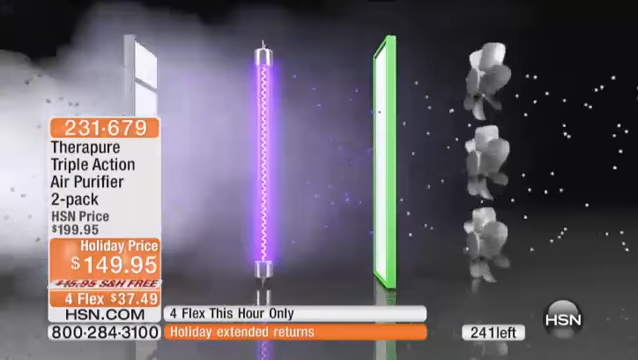 231·679
Therapure
Triple Action
Air Purifier
2-pack
HSN Price
$199.95
Holiday Price
$149.95
$15.95 S&H FREE
4 Flex $37.49
HSN.COM
800-284-3100
4 Flex This Hour Only
Holiday extended returns
241left
HSN